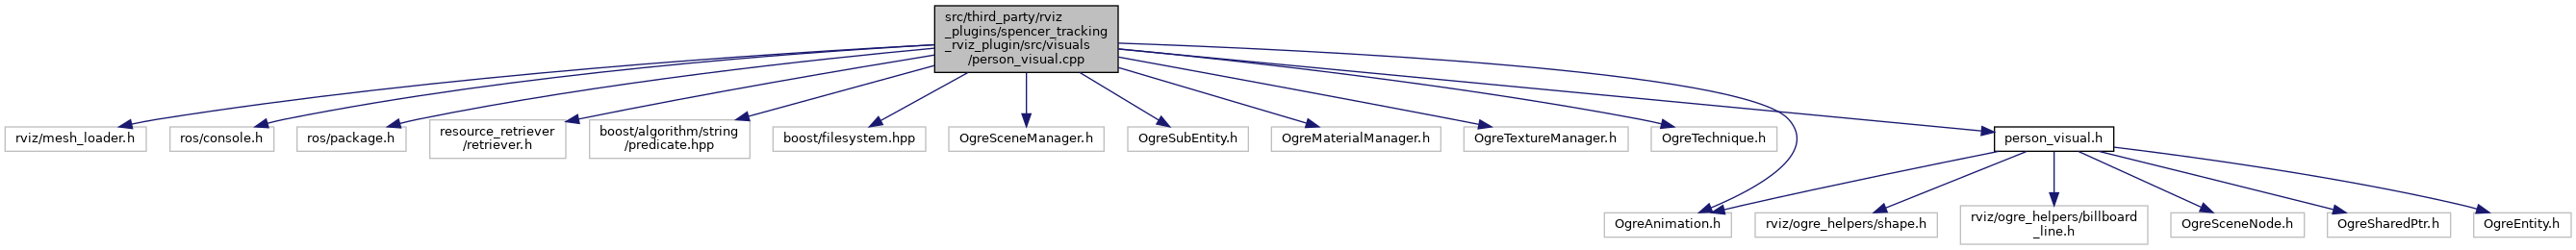 src/third_party/rviz
_plugins/spencer_tracking
_rviz_plugin/src/visuals
/person_visual.cpp
rviz/mesh_loader.h
ros/console.h
ros/package.h
resource_retriever
/retriever.h
boost/algorithm/string
/predicate.hpp
boost/filesystem.hpp
OgreSceneManager.h
OgreSubEntity.h
OgreMaterialManager.h
OgreTextureManager.h
OgreTechnique.h
person_visual.h
OgreAnimation.h
rviz/ogre_helpers/shape.h
rviz/ogre_helpers/billboard
_line.h
OgreSceneNode.h
OgreSharedPtr.h
OgreEntity.h